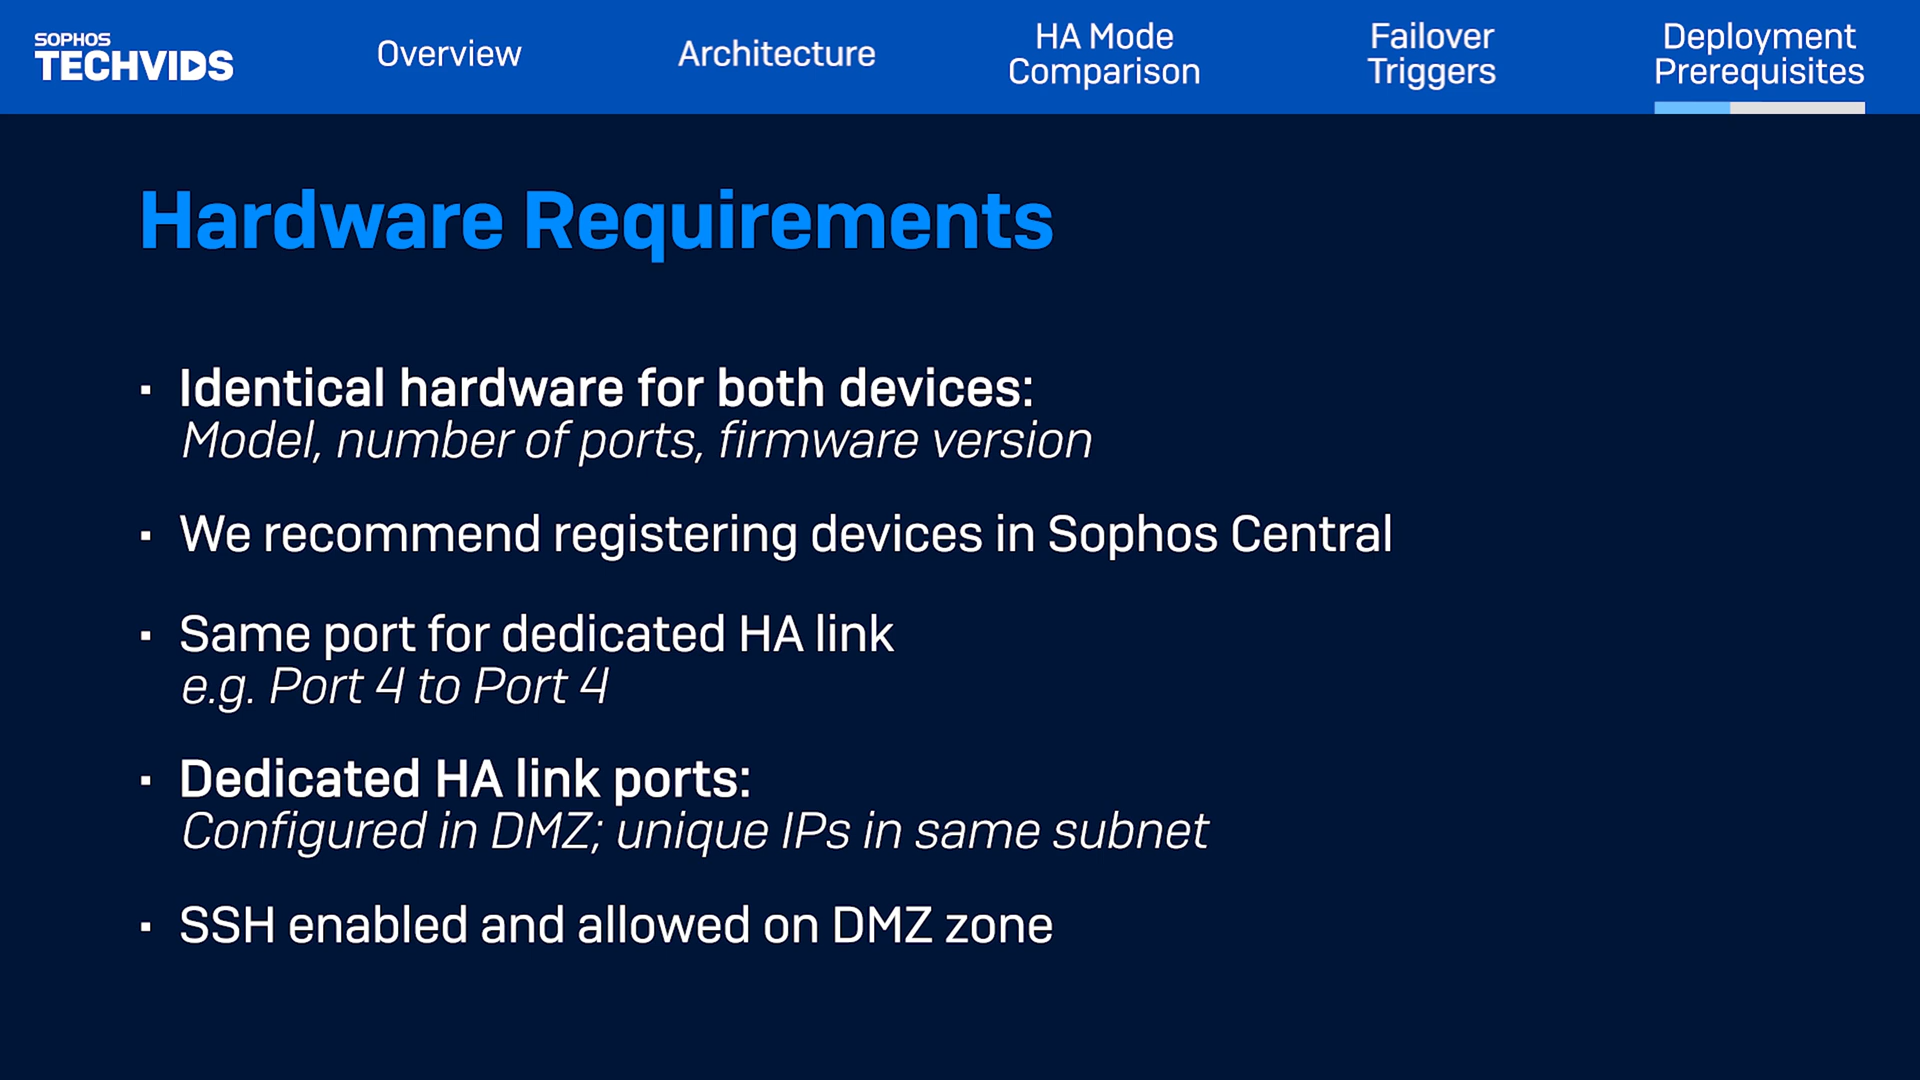 SOPHOS
TECHVIDS
Overview
Architecture
HA Mode
Comparison
Failover
Triggers
Deployment
Prerequisites
Hardware Requirements
▪ Identical hardware for both devices:
Model, number of ports, firmware version
▪ We recommend registering devices in Sophos Central
▪ Same port for dedicated HA link
e.g. Port 4 to Port 4
▪ Dedicated HA link ports:
Configured in DMZ; unique IPs in same subnet
▪ SSH enabled and allowed on DMZ zone